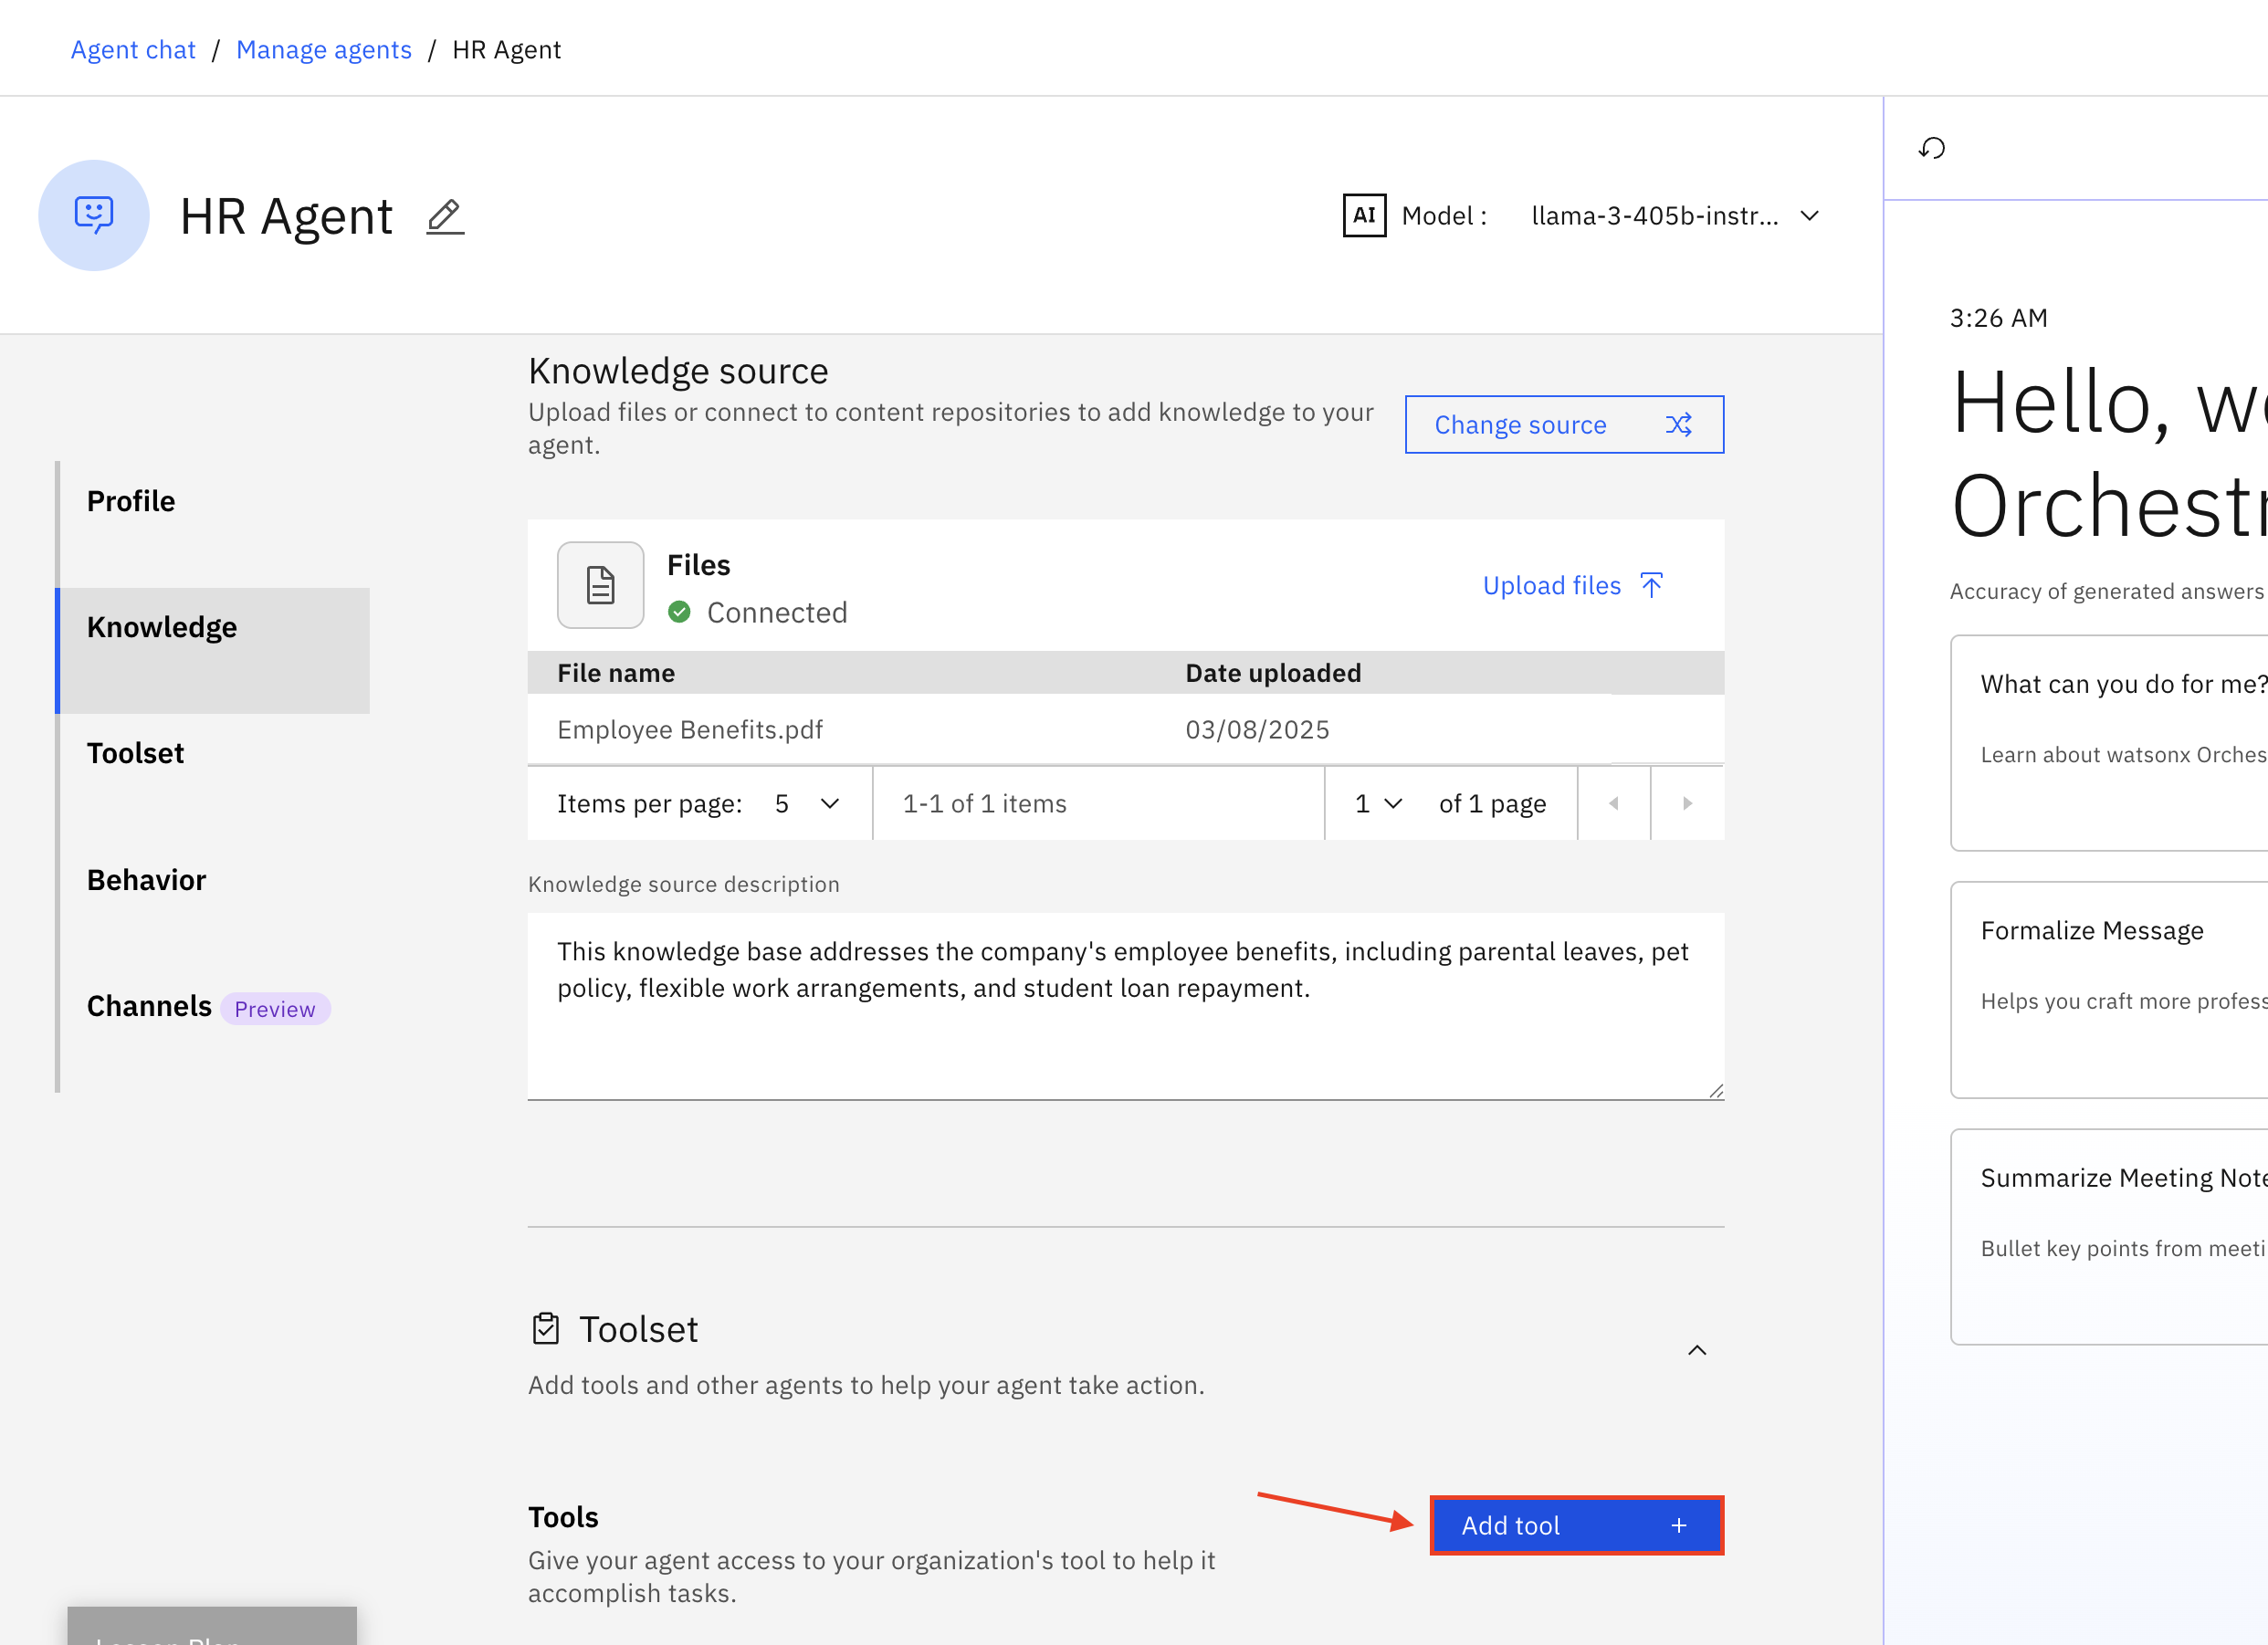 Agent chat / Manage agents / HR Agent
HR Agent
AI Model : llama-3-405b-instr...
Knowledge source
Upload files or connect to content repositories to add knowledge to your
agent.
Change source
Profile
Knowledge
Toolset
Behavior
Channels Preview
Files
Connected
Upload files
File name Date uploaded
Employee Benefits.pdf 03/08/2025
Items per page: 5 1-1 of 1 items 1 of 1 page
Knowledge source description
This knowledge base addresses the company's employee benefits, including parental leaves, pet
policy, flexible work arrangements, and student loan repayment.
Toolset
Add tools and other agents to help your agent take action.
Tools
Give your agent access to your organization's tool to help it
accomplish tasks.
Add tool +
3:26 AM
Hello,
Accuracy of generated answers
What can you do for me?
Learn about watsonx
Formalize Message
Helps you craft more
Summarize Meeting
Bullet key points from